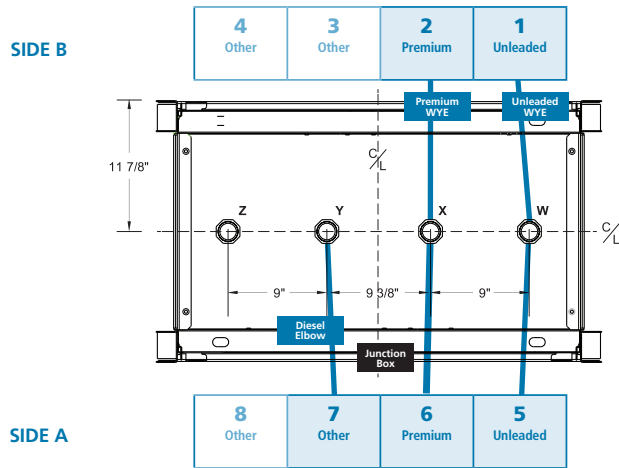 SIDE B
4
Other
3
Other
2
Premium
1
Unleaded
Premium
WYE
Unleaded
WYE
11 7/8"
C/L
Z
Y
X
W
C/L
9"
9 3/8"
9"
Diesel
Elbow
Junction
Box
SIDE A
8
Other
7
Other
6
Premium
5
Unleaded